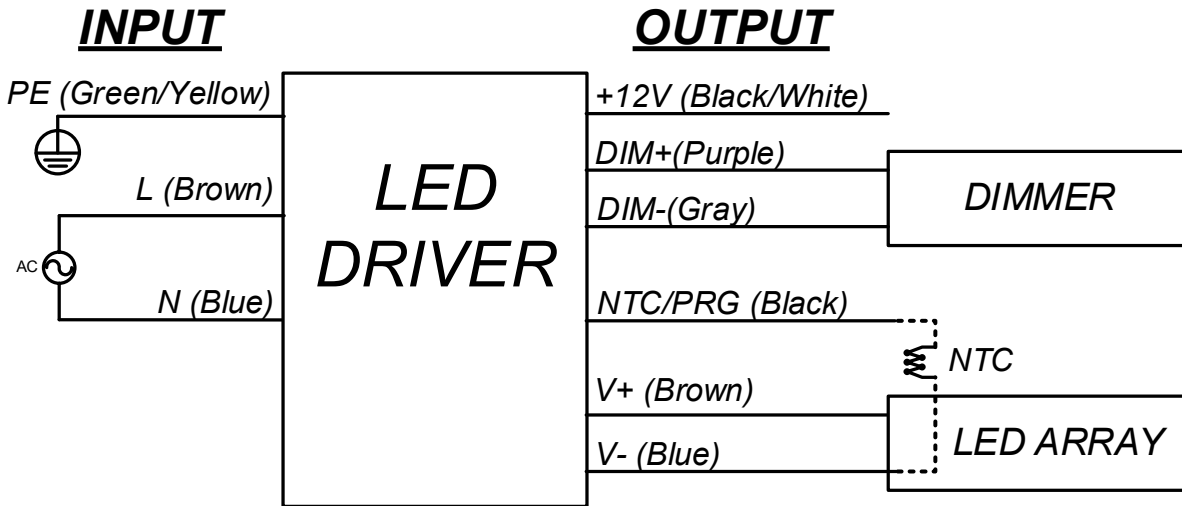 INPUT
OUTPUT
PE (Green/Yellow)
L (Brown)
AC
N (Blue)
LED
DRIVER
+12V (Black/White)
DIM+(Purple)
DIM-(Gray)
DIMMER
NTC/PRG (Black)
NTC
V+ (Brown)
V- (Blue)
LED ARRAY